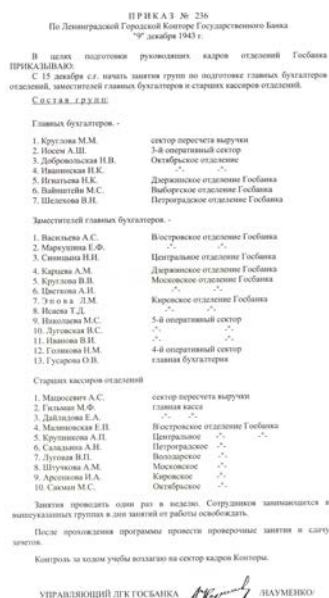 ПРИКАЗ № 236
По Ленинградской Городской Конторе Государственного Банка
"9" декабря 1943 г.
В целях подготовки руководящих кадров отделений Госбанка
ПРИКАЗЫВАЮ:
С 15 декабря с.г. начать занятия групп по подготовке главных бухгалтеров
отделений, заместителей главных бухгалтеров и старших кассиров отделений.
Состав групп:
Главных бухгалтеров. -
1. Круглова М.М. сектор пересчета выручки
2. Иосем А.Ш. 3-й оперативный сектор
3. Добровольская Н.В. Октябрьское отделение
4. Иванинская И.К. -"- -"-
5. Игнатьева Н.К. Дзержинское отделение Госбанка
6. Вайнштейн М.С. Выборгское отделение Госбанка
7. Шелехова В.Н. Петроградское отделение Госбанка
Заместителей главных бухгалтеров. -
1. Васильева А.С. В/островское отделение Госбанка
2. Маркушина Е.Ф. -"- -"-
3. Синицына Н.И. Центральное отделение Госбанка
4. Карцева А.М. Дзержинское отделение Госбанка
5. Круглова В.В. Московское отделение Госбанка
6. Цветкова А.И. -"- -"-
7. Эпова Л.М. Кировское отделение Госбанка
8. Исаева Т.Д. -"- -"-
9. Николаева М.С. 5-й оперативный сектор
10. Луговская В.С. -"- -"-
11. Иванова В.И. -"- -"-
12. Голикова Н.М. 4-й оперативный сектор
13. Гусарова О.В. главная бухгалтерия
Старших кассиров отделений
1. Мацюсевич А.С. сектор пересчета выручки
2. Гильман М.Ф. главная касса
3. Дайлидова Е.А. -"- -"-
4. Малиновская Е.П. В/островское отделение Госбанка
5. Крупникова А.П. Центральное -"- -"-
6. Саладьина А.Н. Петроградское -"-
7. Луговая В.П. Володарское -"-
8. Штучкова А.М. Московское -"-
9. Арсенкова И.А. Кировское -"-
10. Сакман М.С. Октябрьское -"-
Занятия проводить один раз в неделю. Сотрудников занимающихся в
вышеуказанных группах в дни занятий от работы освобождать.
После прохождения программы провести проверочные занятия и сдачу
зачетов.
Контроль за ходом учебы возлагаю на сектор кадров Конторы.
УПРАВЛЯЮЩИЙ ЛГК ГОСБАНКА /НАУМЕНКО/